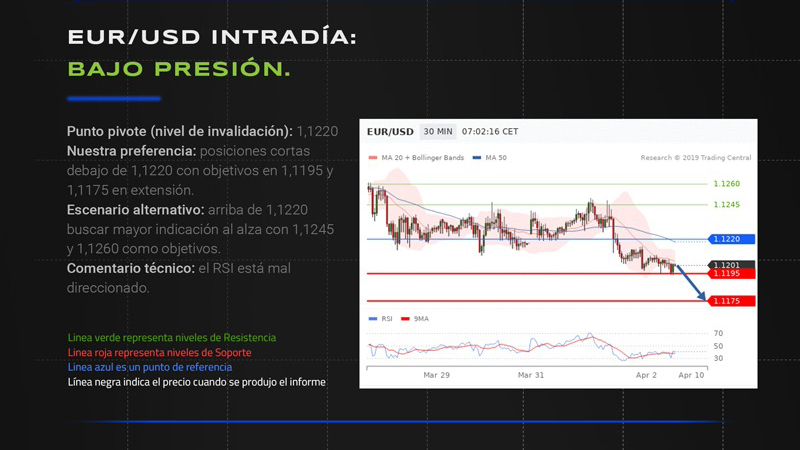 EUR/USD INTRADÍA:
BAJO PRESIÓN.
Punto pivote (nivel de invalidación): 1,1220
Nuestra preferencia: posiciones cortas
debajo de 1,1220 con objetivos en 1,1195 y
1,1175 en extensión.
Escenario alternativo: arriba de 1,1220
buscar mayor indicación al alza con 1,1245
y 1,1260 como objetivos.
Comentario técnico: el RSI está mal
direccionado.
Linea verde representa niveles de Resistencia
Linea roja representa niveles de Soporte
Linea azul es un punto de referencia
Línea negra indica el precio cuando se produjo el informe
EUR/USD 30 MIN 07:02:16 CET
MA 20 + Bollinger Bands MA 50 Research © 2019 Trading Central
1.1260
1.1245
1.1220
1.1201
1.1195
1.1175
RSI 9MA
70
50
30
Mar 29 Mar 31 Apr 2 Apr 10